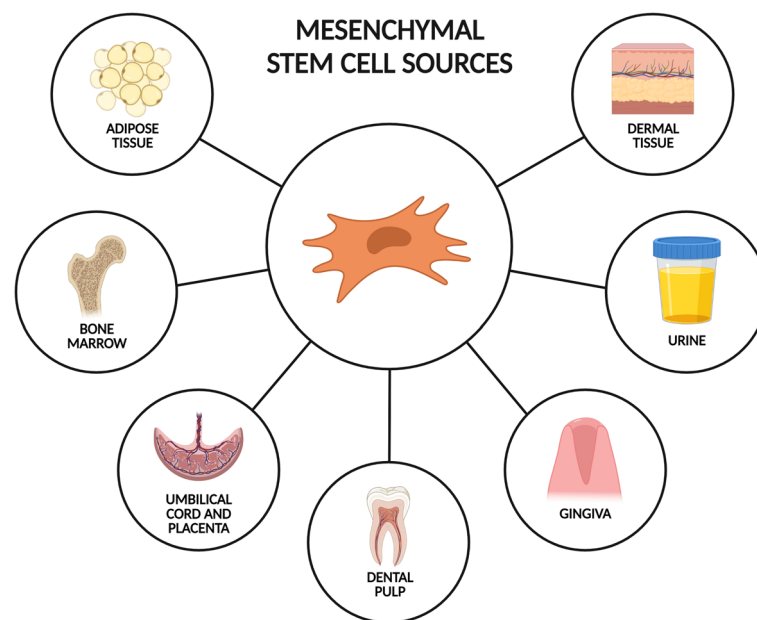 MESENCHYMAL
STEM CELL SOURCES
ADIPOSE
TISSUE
DERMAL
TISSUE
BONE
MARROW
URINE
UMBILICAL
CORD AND
PLACENTA
GINGIVA
DENTAL
PULP